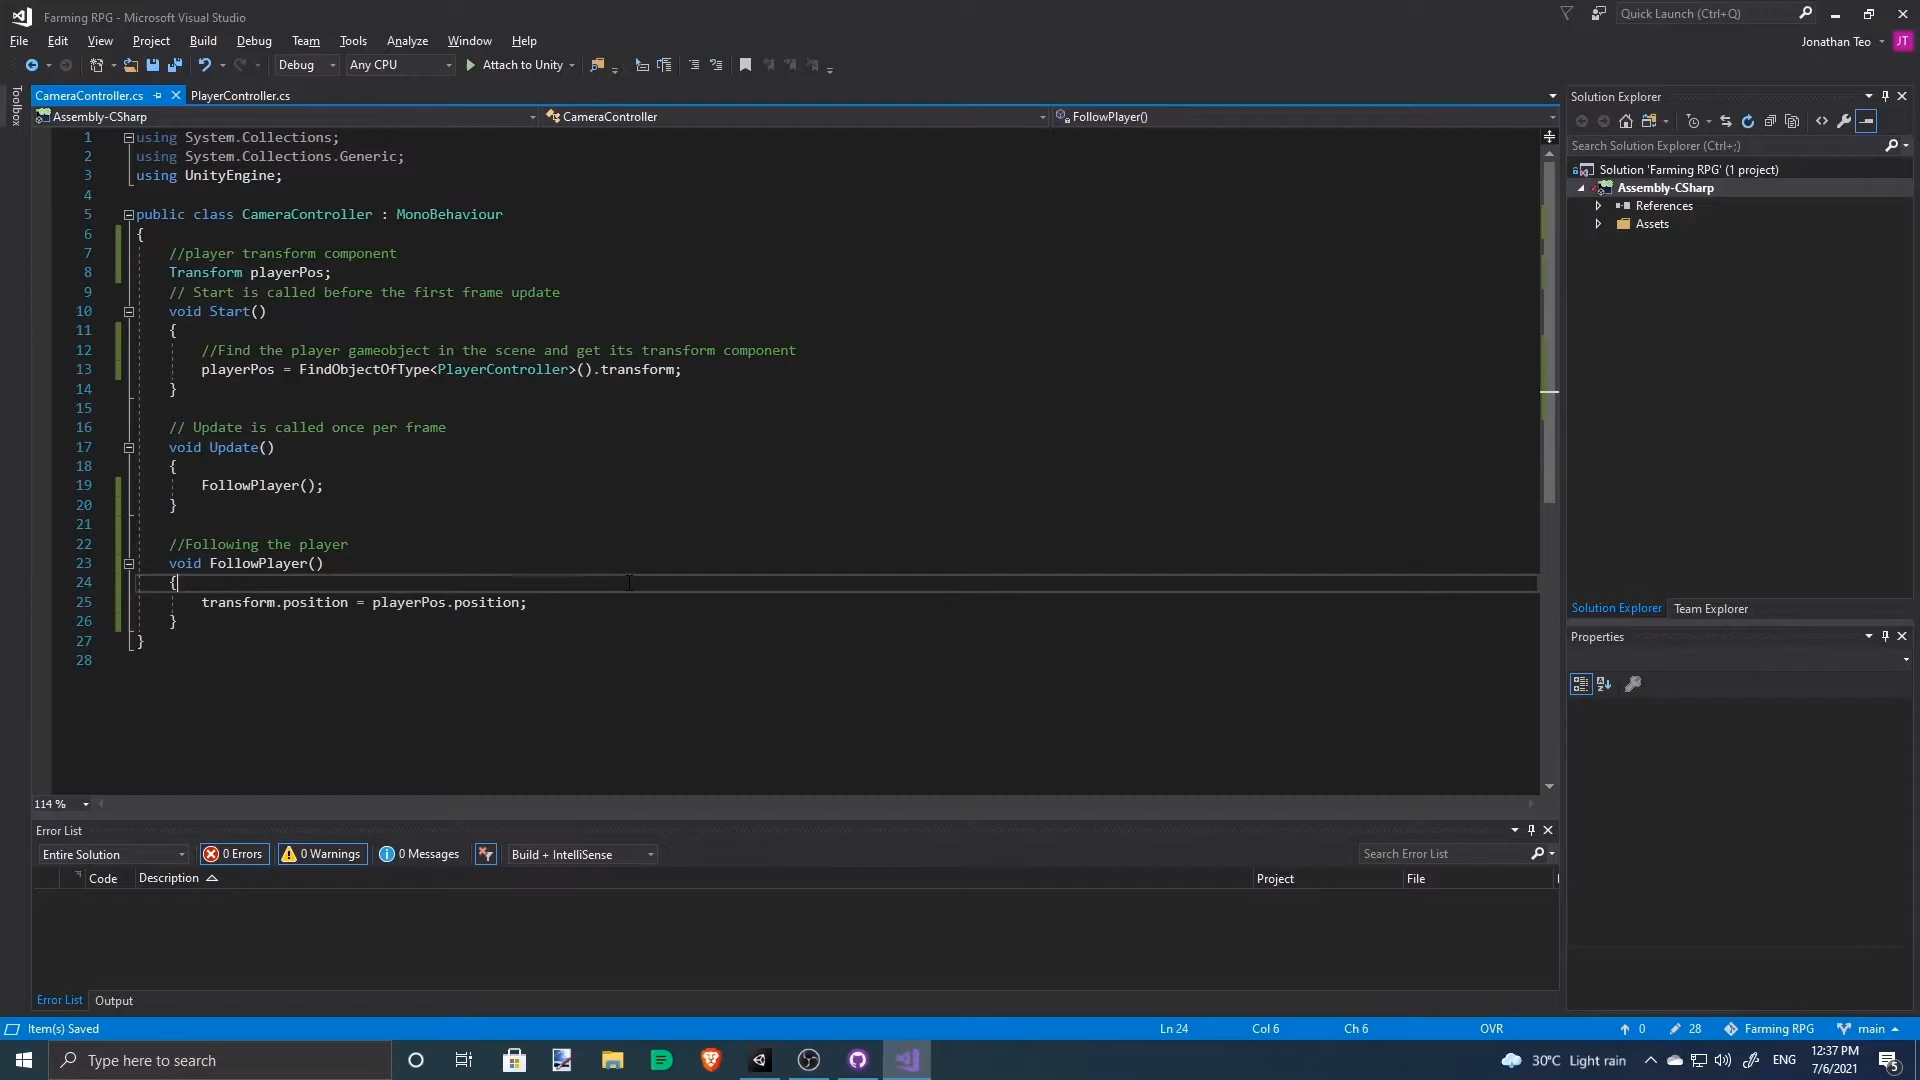 Farming RPG - Microsoft Visual Studio
Quick Launch (Ctrl+Q)
File Edit View Project Build Debug Team Tools Analyze Window Help
Jonathan Teo JT
Debug Any CPU Attach to Unity
Toolbox
CameraController.cs PlayerController.cs
Assembly-CSharp CameraController FollowPlayer()
1 using System.Collections;
2 using System.Collections.Generic;
3 using UnityEngine;
4
5 public class CameraController : MonoBehaviour
6 {
7 //player transform component
8 Transform playerPos;
9 // Start is called before the first frame update
10 void Start()
11 {
12 //Find the player gameobject in the scene and get its transform component
13 playerPos = FindObjectOfType<PlayerController>().transform;
14 }
15
16 // Update is called once per frame
17 void Update()
18 {
19 FollowPlayer();
20 }
21
22 //Following the player
23 void FollowPlayer()
24 {
25 transform.position = playerPos.position;
26 }
27 }
28
114 %
Solution Explorer
Search Solution Explorer (Ctrl+;)
Solution 'Farming RPG' (1 project)
Assembly-CSharp
References
Assets
Solution Explorer Team Explorer
Properties
Error List
Entire Solution 0 Errors 0 Warnings 0 Messages Build + IntelliSense Search Error List
Code Description Project File
Error List Output
Item(s) Saved Ln 24 Col 6 Ch 6 OVR 0 28 Farming RPG main
Type here to search 30°C Light rain ENG 12:37 PM
7/6/2021 5